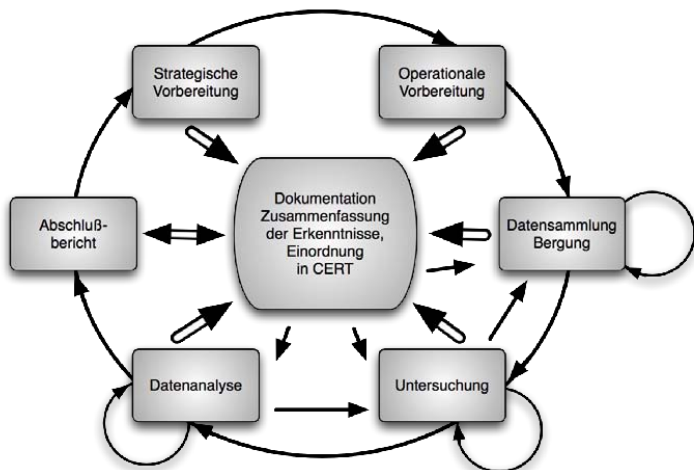 Strategische
Vorbereitung
Operationale
Vorbereitung
Abschluß-
bericht
Dokumentation
Zusammenfassung
der Erkenntnisse,
Einordnung
in CERT
Datensammlung
Bergung
Datenanalyse
Untersuchung